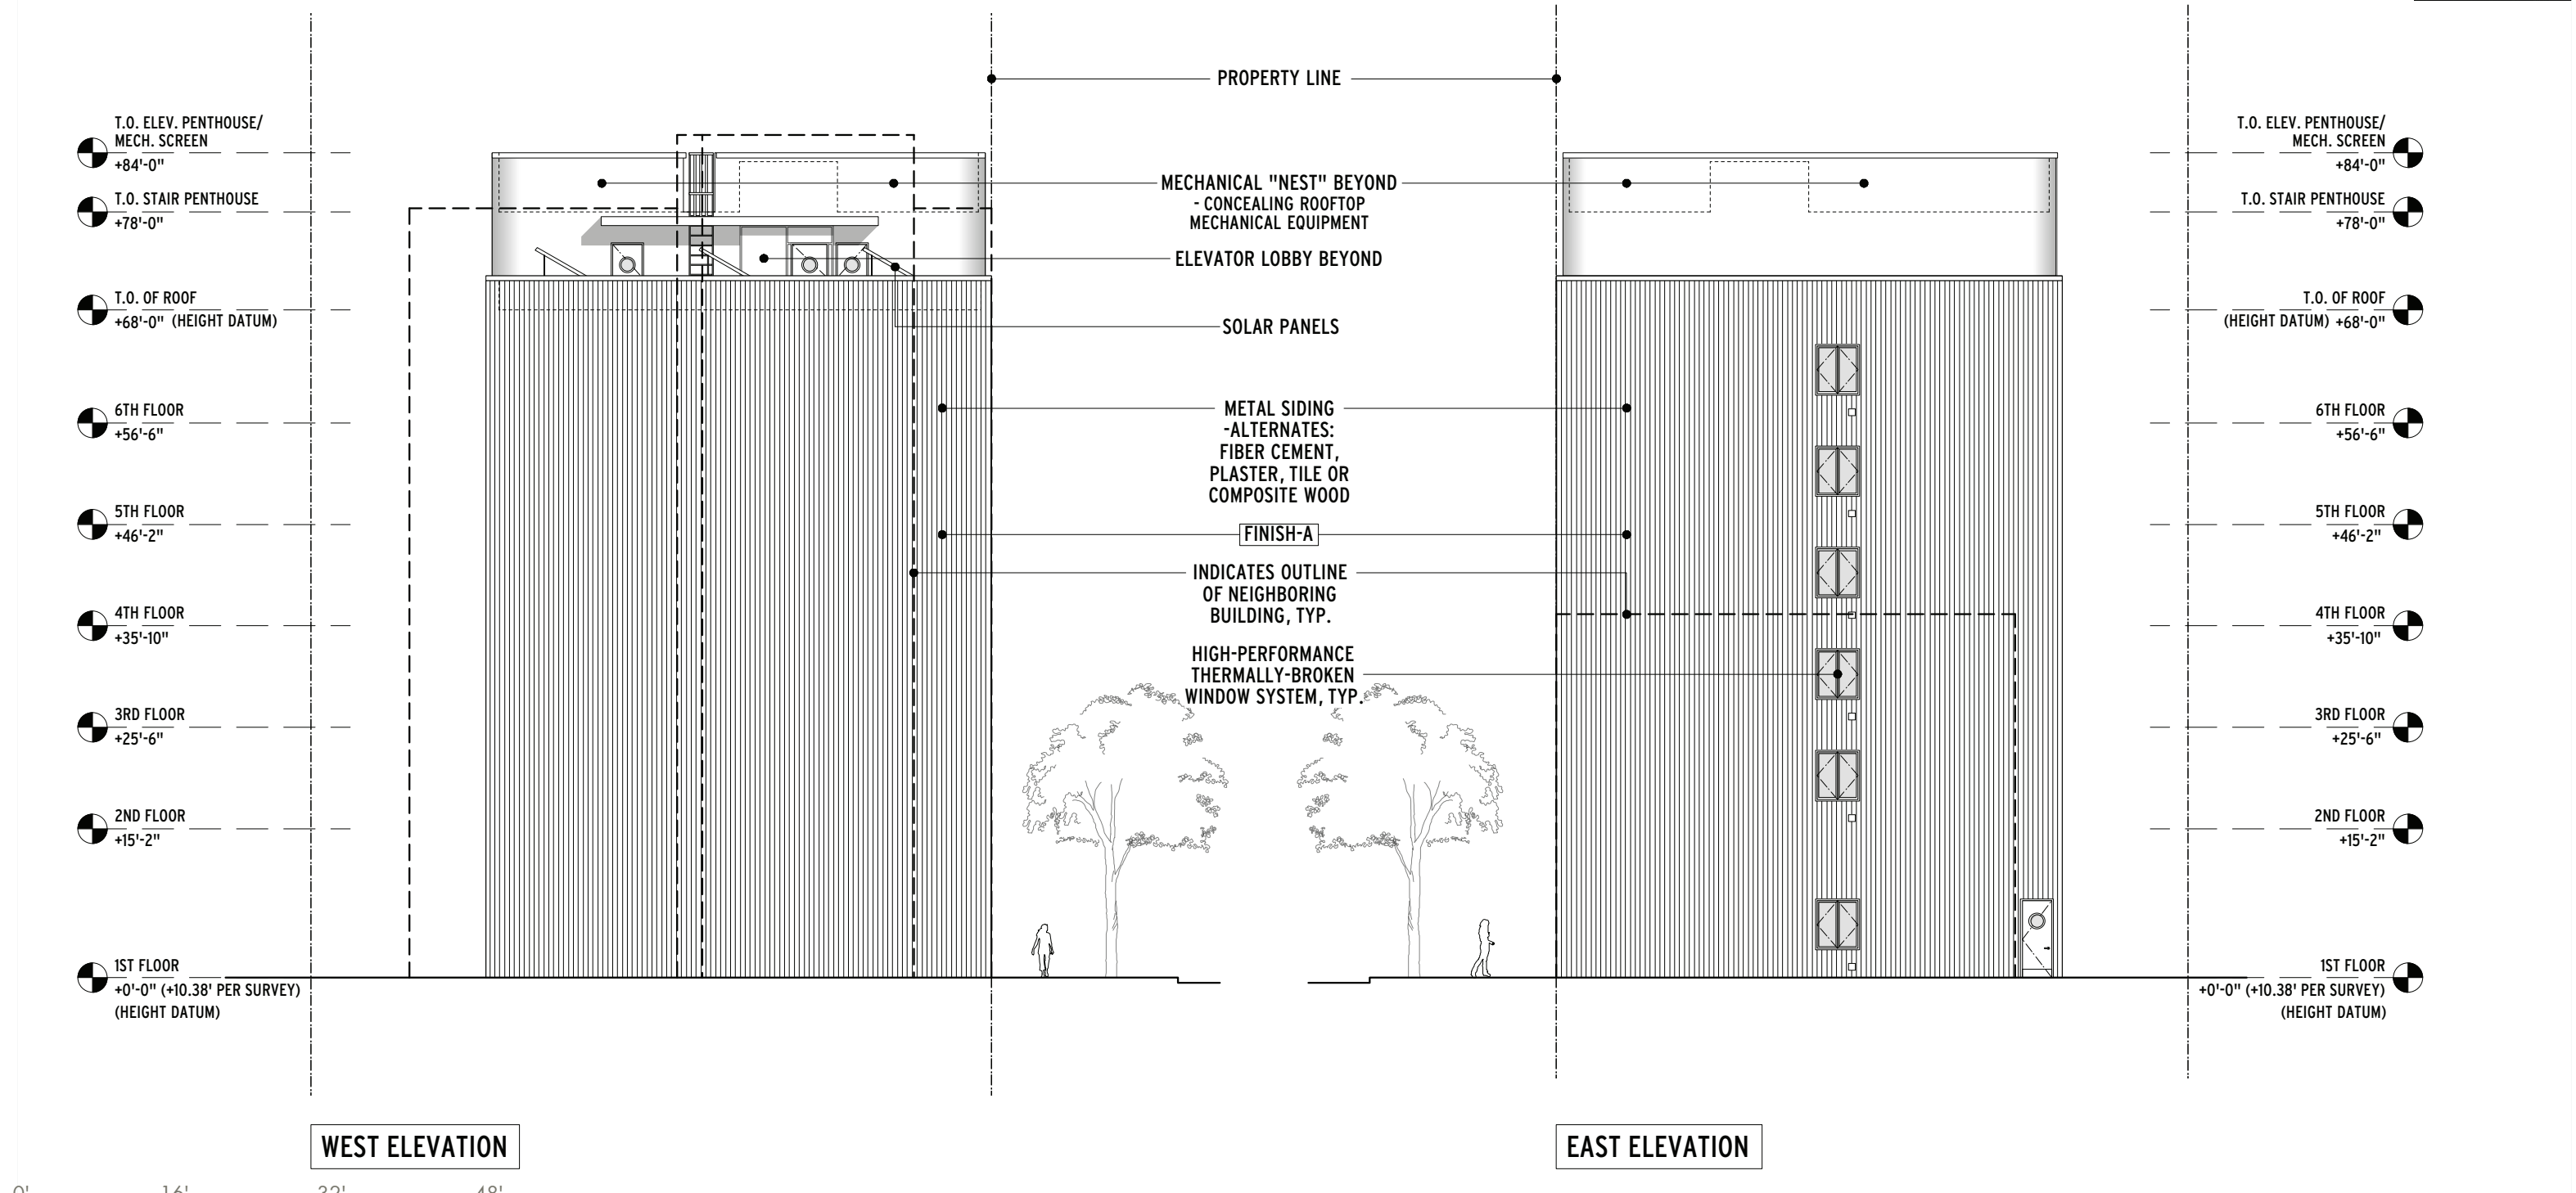 PROPERTY LINE
T.O. ELEV. PENTHOUSE/
MECH. SCREEN
+84'-0"
T.O. STAIR PENTHOUSE
+78'-0"
T.O. OF ROOF
+68'-0" (HEIGHT DATUM)
6TH FLOOR
+56'-6"
5TH FLOOR
+46'-2"
4TH FLOOR
+35'-10"
3RD FLOOR
+25'-6"
2ND FLOOR
+15'-2"
1ST FLOOR
+0'-0" (+10.38' PER SURVEY)
(HEIGHT DATUM)
MECHANICAL "NEST" BEYOND
- CONCEALING ROOFTOP
MECHANICAL EQUIPMENT
ELEVATOR LOBBY BEYOND
SOLAR PANELS
METAL SIDING
-ALTERNATES:
FIBER CEMENT,
PLASTER, TILE OR
COMPOSITE WOOD
FINISH-A
INDICATES OUTLINE
OF NEIGHBORING
BUILDING, TYP.
HIGH-PERFORMANCE
THERMALLY-BROKEN
WINDOW SYSTEM, TYP.
T.O. ELEV. PENTHOUSE/
MECH. SCREEN
+84'-0"
T.O. STAIR PENTHOUSE
+78'-0"
T.O. OF ROOF
(HEIGHT DATUM) +68'-0"
6TH FLOOR
+56'-6"
5TH FLOOR
+46'-2"
4TH FLOOR
+35'-10"
3RD FLOOR
+25'-6"
2ND FLOOR
+15'-2"
1ST FLOOR
+0'-0" (+10.38' PER SURVEY)
(HEIGHT DATUM)
WEST ELEVATION
EAST ELEVATION
0' 16' 32' 48'